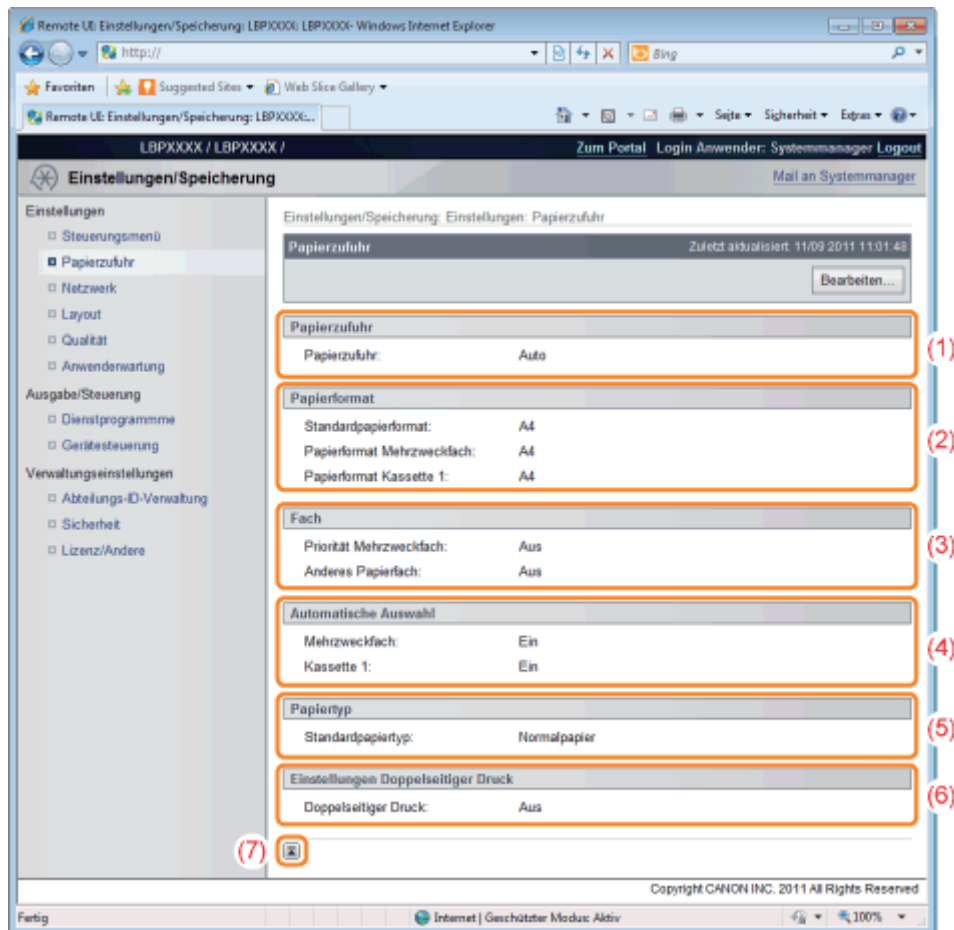 Remote UI: Einstellungen/Speicherung: LBPXXXX: LBPXXXX- Windows Internet Explorer
http://
Bing
Favoriten Suggested Sites Web Slice Gallery
Remote UI: Einstellungen/Speicherung: LBPXXXX:... Seite Sicherheit Extras
LBPXXXX / LBPXXXX / Zum Portal Login Anwender: Systemmanager Logout
Einstellungen/Speicherung Mail an Systemmanager
Einstellungen
Steuerungsmenü
Papierzufuhr
Netzwerk
Layout
Qualität
Anwenderwartung
Ausgabe/Steuerung
Dienstprogrammme
Gerätesteuerung
Verwaltungseinstellungen
Abteilungs-ID-Verwaltung
Sicherheit
Lizenz/Andere
Einstellungen/Speicherung: Einstellungen: Papierzufuhr
Papierzufuhr Zuletzt aktualisiert: 11/09 2011 11:01:48
Bearbeiten...
Papierzufuhr
Papierzufuhr: Auto
(1)
Papierformat
Standardpapierformat: A4
Papierformat Mehrzweckfach: A4
Papierformat Kassette 1: A4
(2)
Fach
Priorität Mehrzweckfach: Aus
Anderes Papierfach: Aus
(3)
Automatische Auswahl
Mehrzweckfach: Ein
Kassette 1: Ein
(4)
Papiertyp
Standardpapiertyp: Normalpapier
(5)
Einstellungen Doppelseitiger Druck
Doppelseitiger Druck: Aus
(6)
(7)
Copyright CANON INC. 2011 All Rights Reserved
Fertig Internet | Geschützter Modus: Aktiv 100%